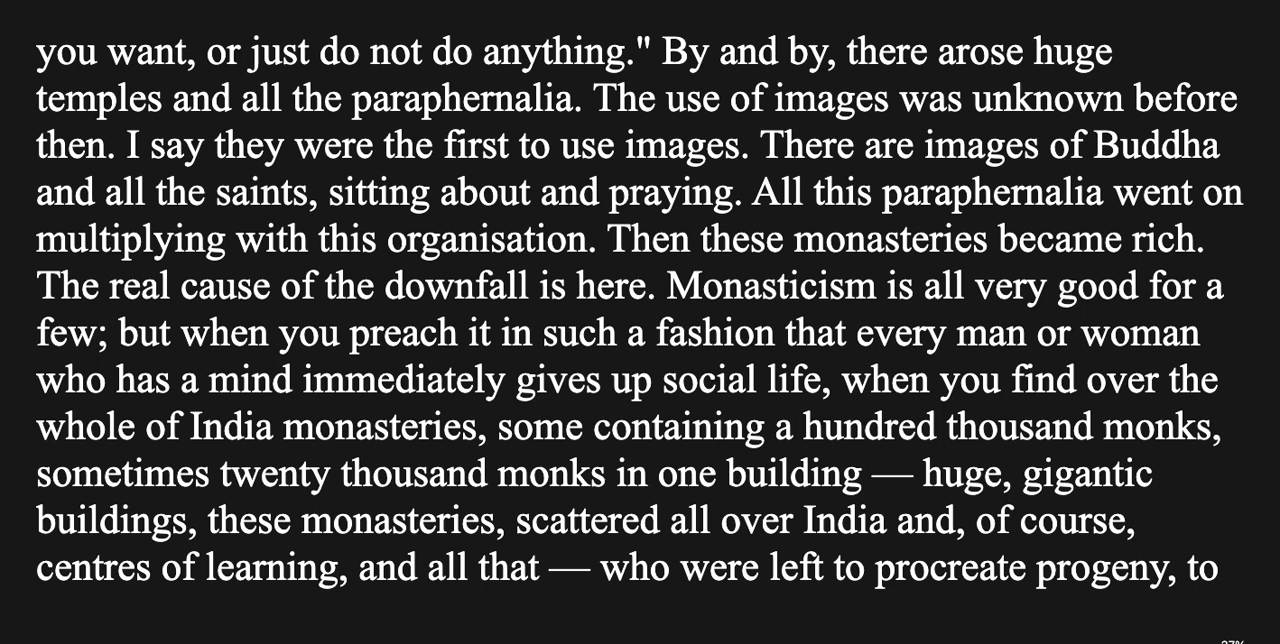 you want, or just do not do anything." By and by, there arose huge
temples and all the paraphernalia. The use of images was unknown before
then. I say they were the first to use images. There are images of Buddha
and all the saints, sitting about and praying. All this paraphernalia went on
multiplying with this organisation. Then these monasteries became rich.
The real cause of the downfall is here. Monasticism is all very good for a
few; but when you preach it in such a fashion that every man or woman
who has a mind immediately gives up social life, when you find over the
whole of India monasteries, some containing a hundred thousand monks,
sometimes twenty thousand monks in one building — huge, gigantic
buildings, these monasteries, scattered all over India and, of course,
centres of learning, and all that — who were left to procreate progeny, to